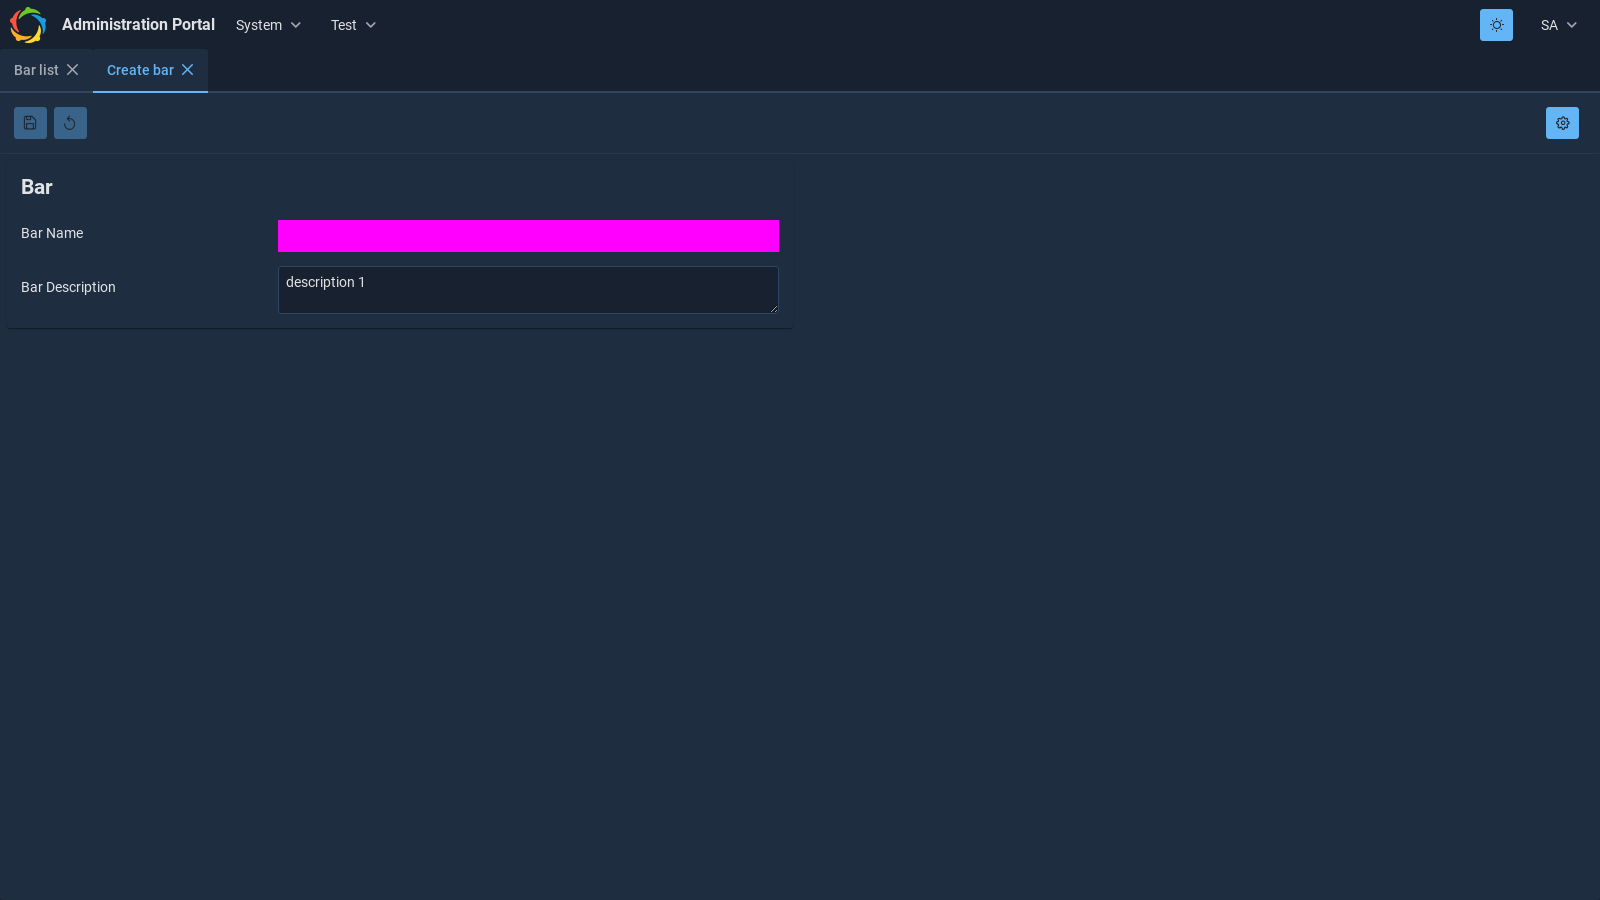 Administration Portal System Test SA
Bar list Create bar
Bar
Bar Name
Bar Description description 1